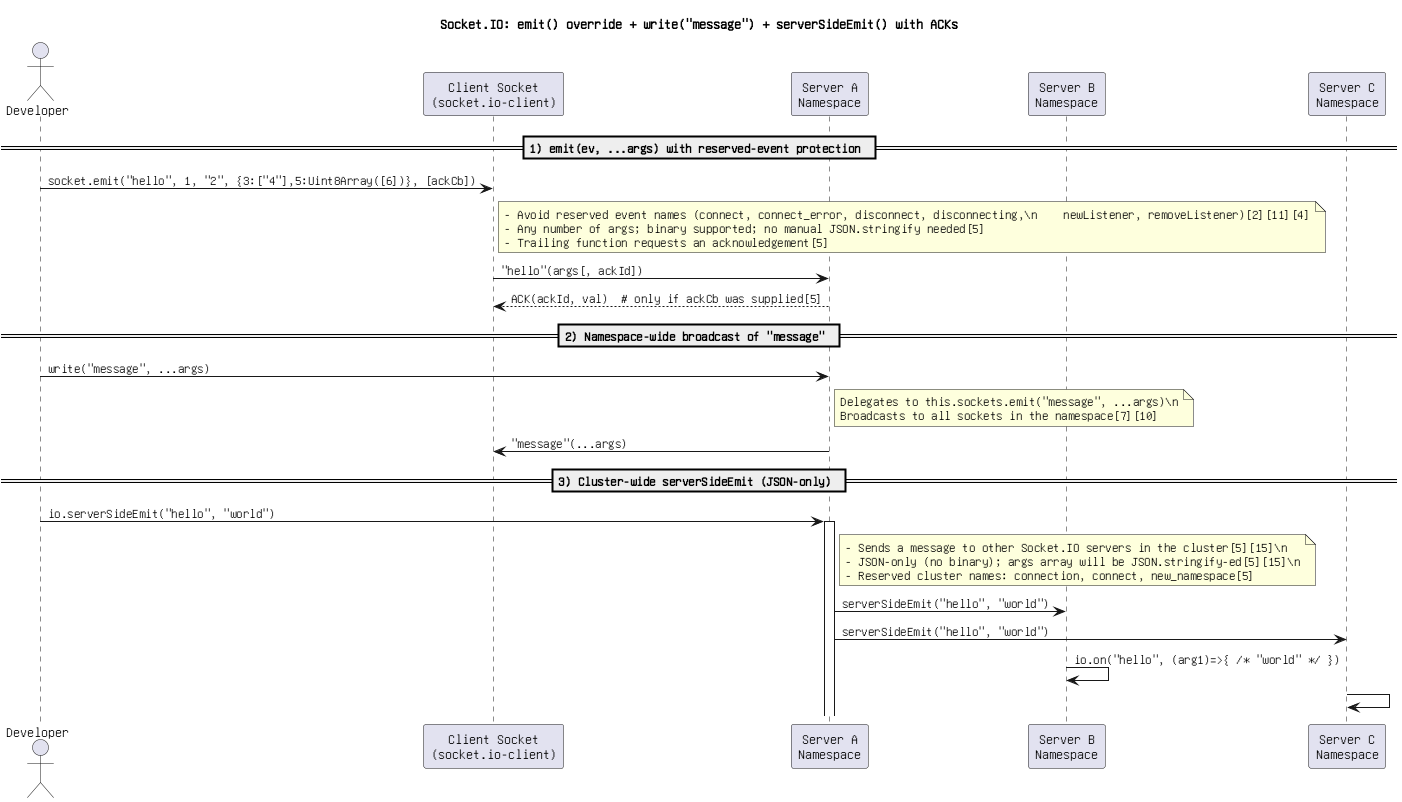 Socket.IO: emit() override + write("message") + serverSideEmit() with ACKs
Developer
Client Socket
(socket.io-client)
Server A
Namespace
Server B
Namespace
Server C
Namespace
1) emit(ev, ...args) with reserved-event protection
socket.emit("hello", 1, "2", {3:["4"],5:Uint8Array([6])}, [ackCb])
- Avoid reserved event names (connect, connect_error, disconnect, disconnecting,\n    newListener, removeListener)[2][11][4]
- Any number of args; binary supported; no manual JSON.stringify needed[5]
- Trailing function requests an acknowledgement[5]
"hello"(args[, ackId])
ACK(ackId, val)  # only if ackCb was supplied[5]
2) Namespace-wide broadcast of "message"
write("message", ...args)
Delegates to this.sockets.emit("message", ...args)\n
Broadcasts to all sockets in the namespace[7][10]
"message"(...args)
3) Cluster-wide serverSideEmit (JSON-only)
io.serverSideEmit("hello", "world")
- Sends a message to other Socket.IO servers in the cluster[5][15]\n
- JSON-only (no binary); args array will be JSON.stringify-ed[5][15]\n
- Reserved cluster names: connection, connect, new_namespace[5]
serverSideEmit("hello", "world")
serverSideEmit("hello", "world")
io.on("hello", (arg1)=>{ /* "world" */ })
Developer
Client Socket
(socket.io-client)
Server A
Namespace
Server B
Namespace
Server C
Namespace